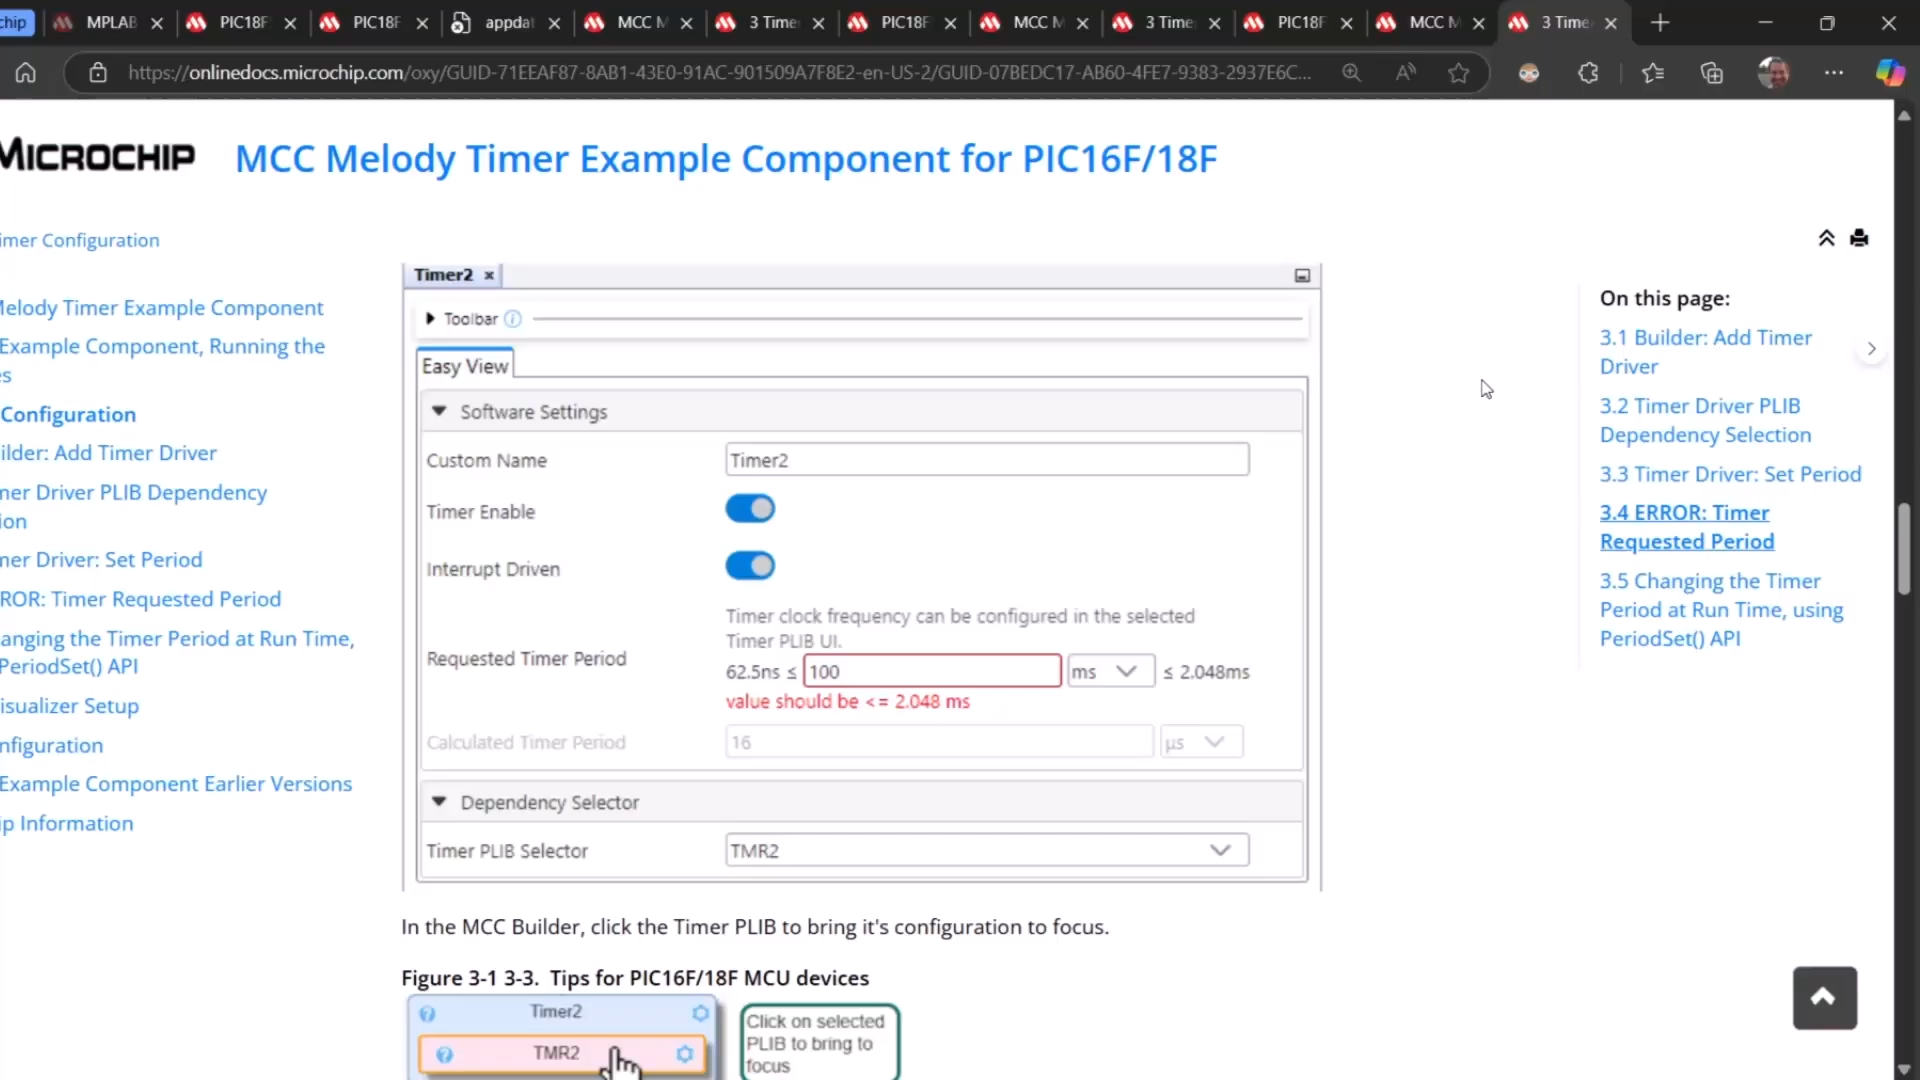 chip
MPLAB
PIC18F
PIC18F
appdat
MCC M
3 Time
PIC18F
MCC M
3 Time
PIC18F
MCC M
3 Time
https://onlinedocs.microchip.com/oxy/GUID-71EEAF87-8AB1-43E0-91AC-901509A7F8E2-en-US-2/GUID-07BEDC17-AB60-4FE7-9383-2937E6C...
MICROCHIP
MCC Melody Timer Example Component for PIC16F/18F
imer Configuration
Melody Timer Example Component
Example Component, Running the
es
Configuration
ilder: Add Timer Driver
mer Driver PLIB Dependency
ion
mer Driver: Set Period
ROR: Timer Requested Period
anging the Timer Period at Run Time,
PeriodSet() API
isualizer Setup
nfiguration
Example Component Earlier Versions
ip Information
Timer2
Toolbar
Easy View
Software Settings
Custom Name
Timer2
Timer Enable
Interrupt Driven
Timer clock frequency can be configured in the selected
Timer PLIB UI.
Requested Timer Period
62.5ns ≤ 100 ms ≤ 2.048ms
value should be <= 2.048 ms
Calculated Timer Period
16 µs
Dependency Selector
Timer PLIB Selector
TMR2
In the MCC Builder, click the Timer PLIB to bring it's configuration to focus.
Figure 3-1 3-3. Tips for PIC16F/18F MCU devices
Timer2
TMR2
Click on selected
PLIB to bring to
focus
On this page:
3.1 Builder: Add Timer
Driver
3.2 Timer Driver PLIB
Dependency Selection
3.3 Timer Driver: Set Period
3.4 ERROR: Timer
Requested Period
3.5 Changing the Timer
Period at Run Time, using
PeriodSet() API